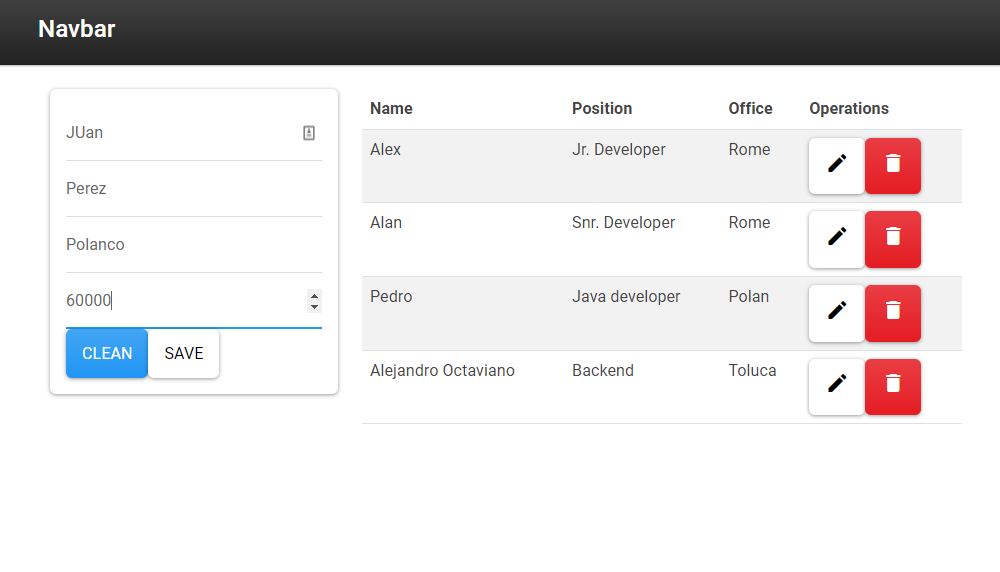 Navbar
JUan
Perez
Polanco
60000
CLEAN SAVE
Name Position Office Operations
Alex Jr. Developer Rome
Alan Snr. Developer Rome
Pedro Java developer Polan
Alejandro Octaviano Backend Toluca